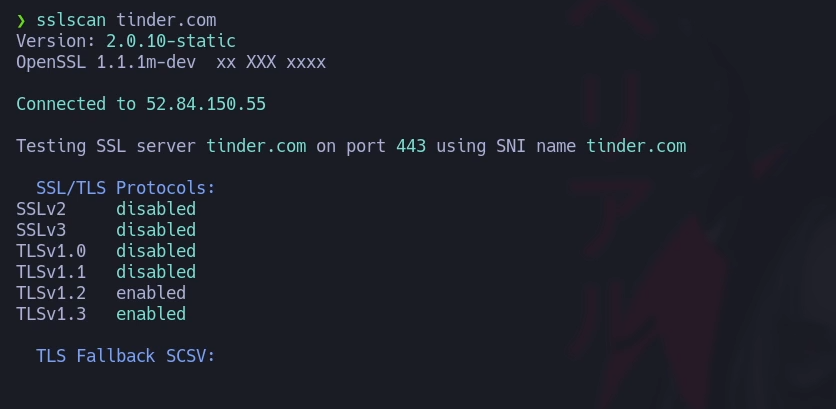 ❯ sslscan tinder.com
Version: 2.0.10-static
OpenSSL 1.1.1m-dev  xx XXX xxxx
Connected to 52.84.150.55
Testing SSL server tinder.com on port 443 using SNI name tinder.com
SSL/TLS Protocols:
SSLv2     disabled
SSLv3     disabled
TLSv1.0   disabled
TLSv1.1   disabled
TLSv1.2   enabled
TLSv1.3   enabled
TLS Fallback SCSV: